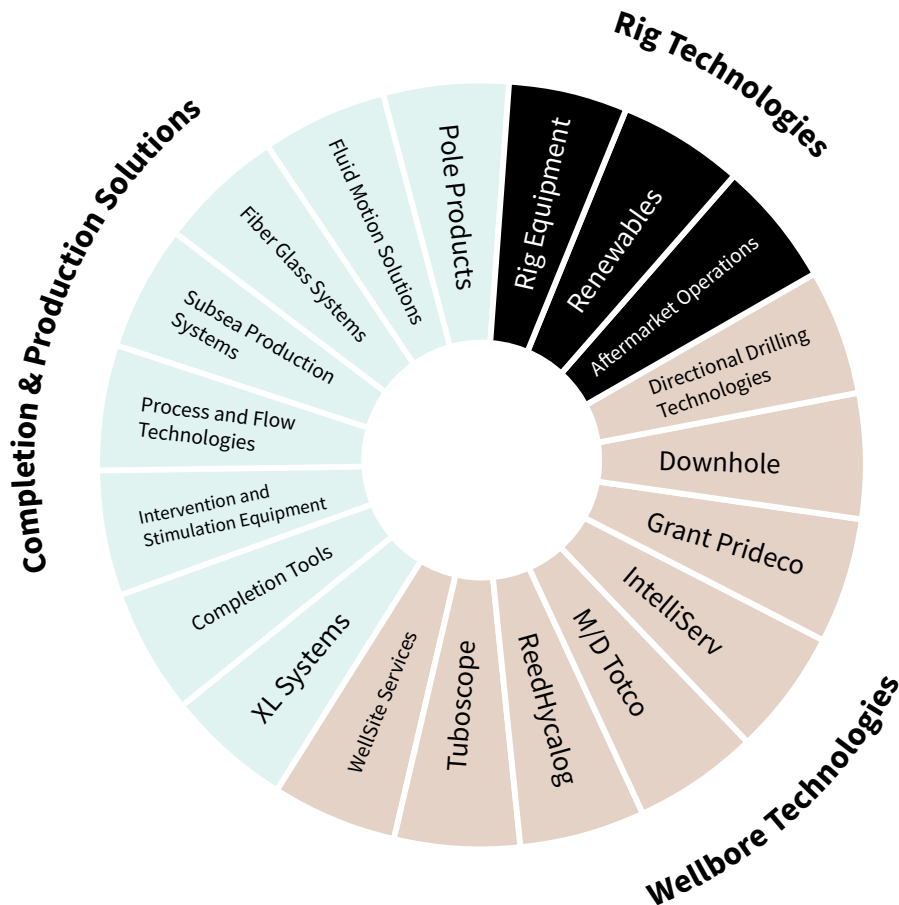 Rig Technologies
Rig Equipment
Renewables
Aftermarket Operations
Wellbore Technologies
Directional Drilling
Technologies
Downhole
Grant Prideco
IntelliServ
M/D Totco
ReedHycalog
Tuboscope
WellSite Services
Completion & Production Solutions
XL Systems
Completion Tools
Intervention and
Stimulation Equipment
Process and Flow
Technologies
Subsea Production
Systems
Fiber Glass Systems
Fluid Motion Solutions
Pole Products